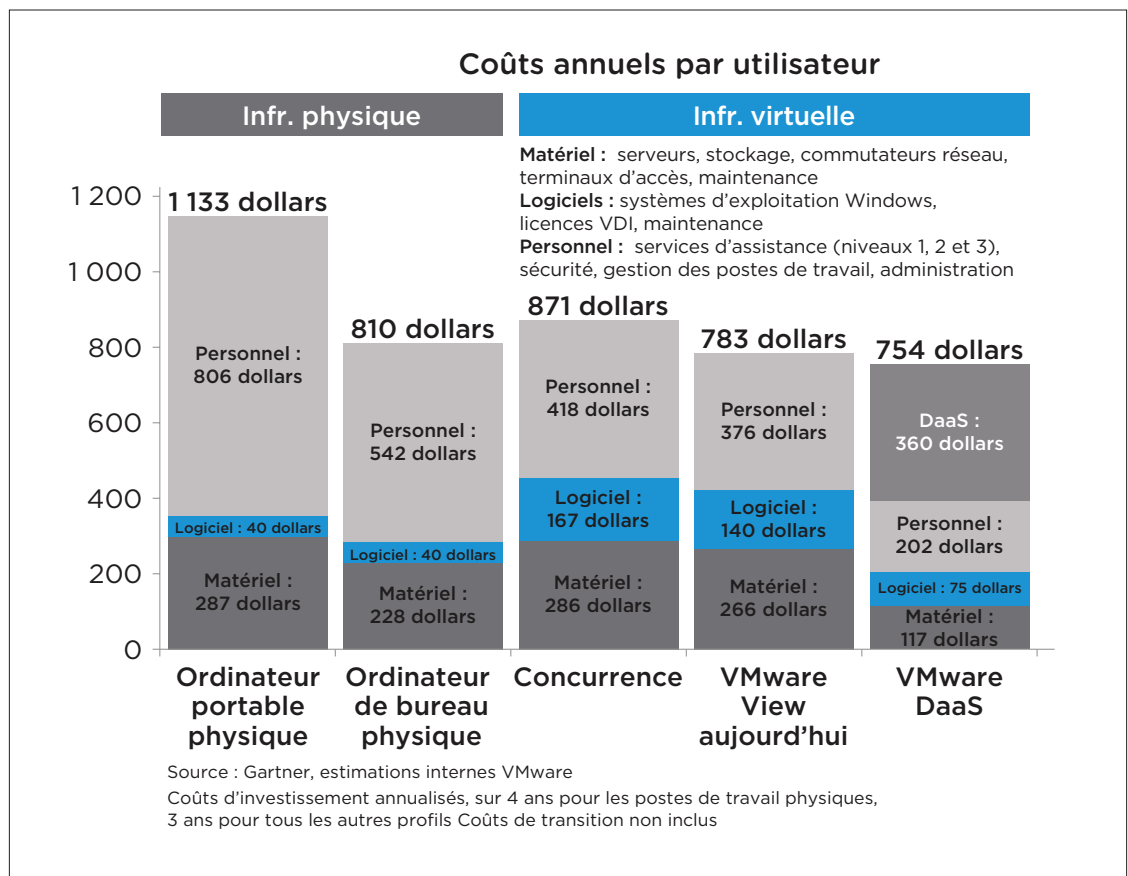 Coûts annuels par utilisateur
Infr. physique
Infr. virtuelle
Matériel : serveurs, stockage, commutateurs réseau,
terminaux d'accès, maintenance
Logiciels : systèmes d'exploitation Windows,
licences VDI, maintenance
Personnel : services d'assistance (niveaux 1, 2 et 3),
sécurité, gestion des postes de travail, administration
1 200
1 000
800
600
400
200
0
1 133 dollars
Personnel :
806 dollars
Logiciel : 40 dollars
Matériel :
287 dollars
810 dollars
Personnel :
542 dollars
Logiciel : 40 dollars
Matériel :
228 dollars
871 dollars
Personnel :
418 dollars
Logiciel :
167 dollars
Matériel :
286 dollars
783 dollars
Personnel :
376 dollars
Logiciel :
140 dollars
Matériel :
266 dollars
754 dollars
DaaS :
360 dollars
Personnel :
202 dollars
Logiciel : 75 dollars
Matériel :
117 dollars
Ordinateur
portable
physique
Ordinateur
de bureau
physique
Concurrence
VMware
View
aujourd'hui
VMware
DaaS
Source : Gartner, estimations internes VMware
Coûts d'investissement annualisés, sur 4 ans pour les postes de travail physiques,
3 ans pour tous les autres profils Coûts de transition non inclus